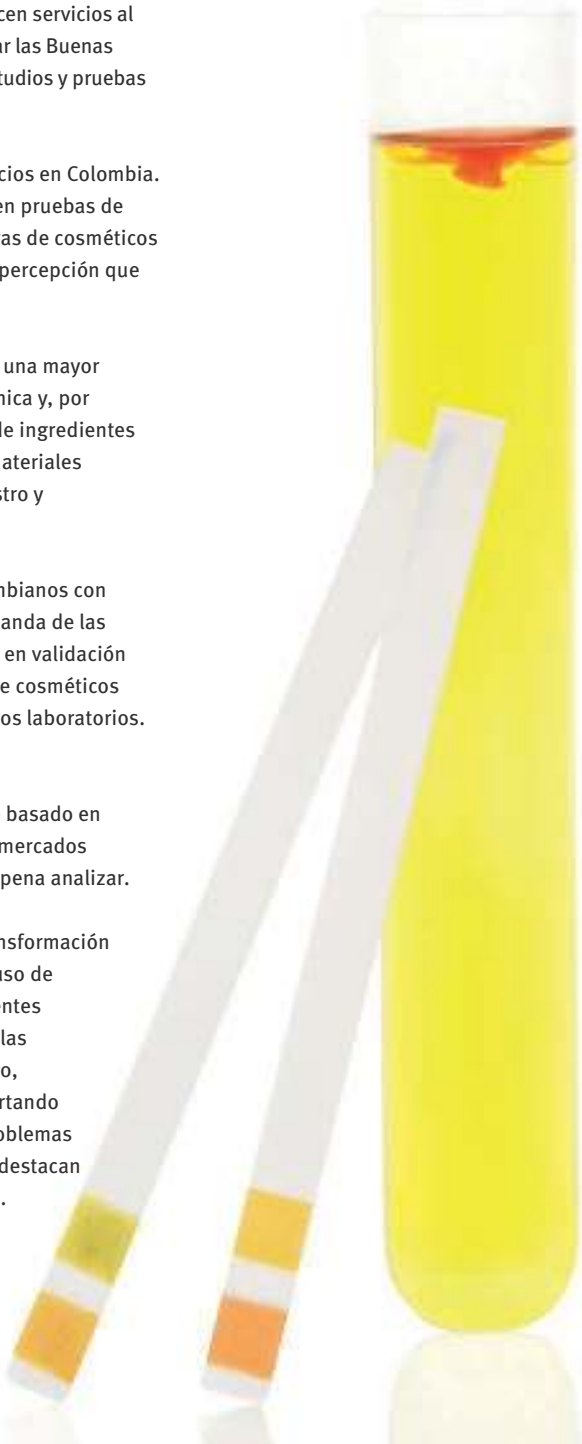 cen servicios al
ar las Buenas
tudios y pruebas
cios en Colombia.
en pruebas de
as de cosméticos
percepción que
una mayor
nica y, por
de ingredientes
ateriales
stro y
mbianos con
anda de las
en validación
e cosméticos
os laboratorios.
basado en
mercados
pena analizar.
nsformación
uso de
entes
las
o,
rtando
oblemas
destacan
.